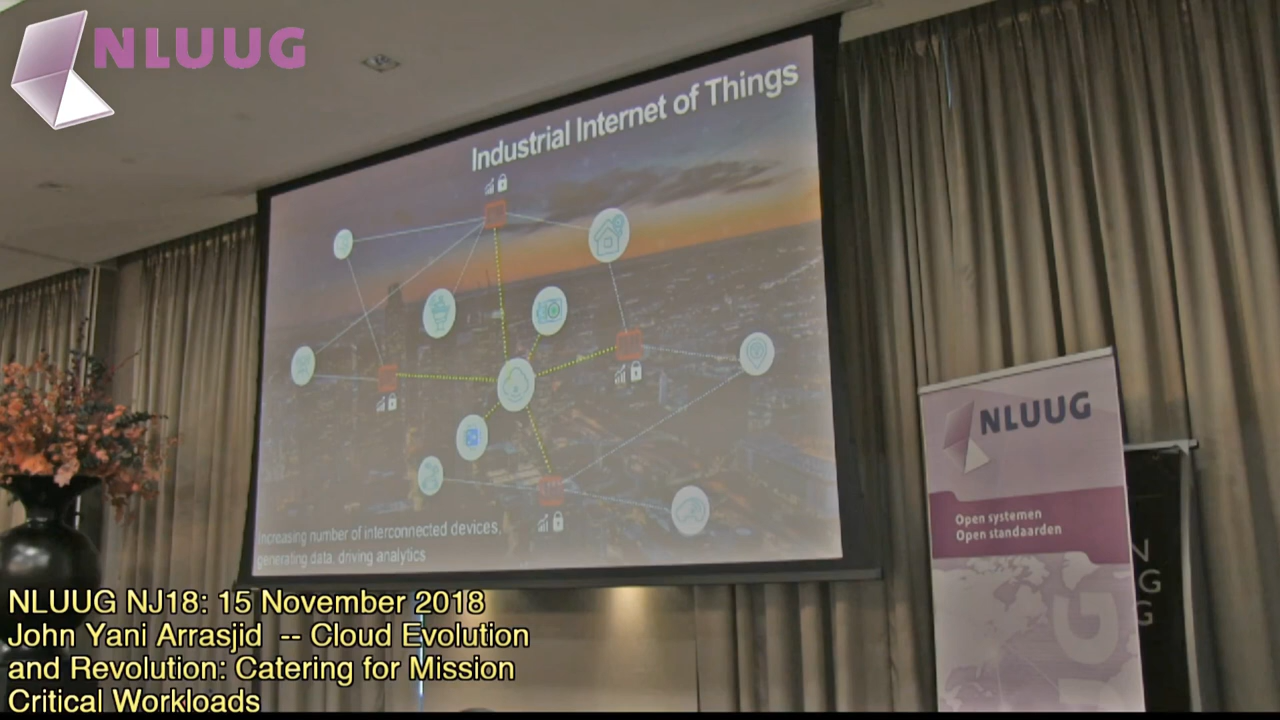 NLUUG
Industrial Internet of Things
Increasing number of interconnected devices,
generating data, driving analytics
NLUUG
Open systemen
Open standaarden
NLUUG NJ18: 15 November 2018
John Yani Arrasjid -- Cloud Evolution
and Revolution: Catering for Mission
Critical Workloads